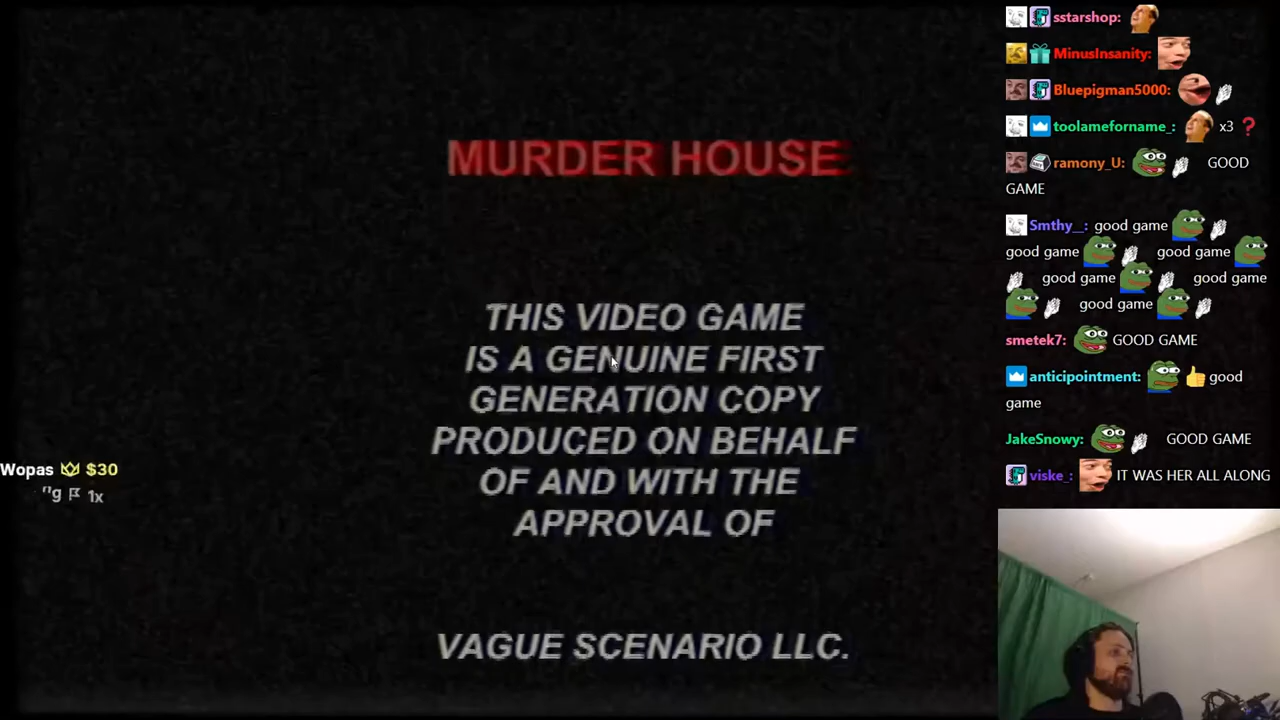 MURDER HOUSE
THIS VIDEO GAME
IS A GENUINE FIRST
GENERATION COPY
PRODUCED ON BEHALF
OF AND WITH THE
APPROVAL OF
VAGUE SCENARIO LLC.
Wopas $30
1x
sstarshop:
MinusInsanity:
Bluepigman5000:
toolameforname_: x3 ?
ramony_U: GOOD
GAME
Smthy_: good game
good game good game
good game good game
good game
smetek7: GOOD GAME
anticipointment: good
game
JakeSnowy: GOOD GAME
viske_: IT WAS HER ALL ALONG